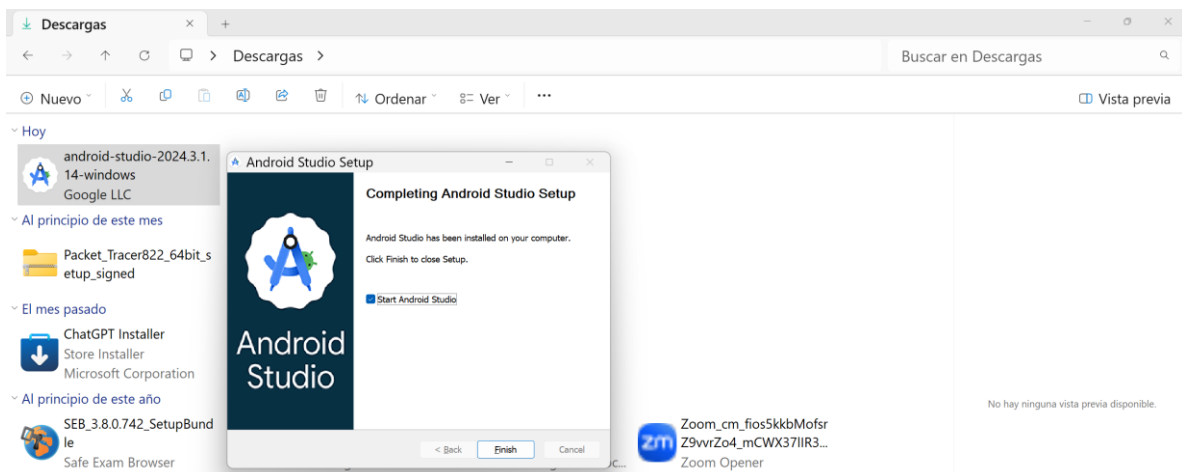 Descargas
Descargas
Buscar en Descargas
Nuevo
Ordenar
Ver
Vista previa
Hoy
android-studio-2024.3.1.
14-windows
Google LLC
Al principio de este mes
Packet_Tracer822_64bit_s
etup_signed
El mes pasado
ChatGPT Installer
Store Installer
Microsoft Corporation
Al principio de este año
SEB_3.8.0.742_SetupBund
le
Safe Exam Browser
Android Studio Setup
Android
Studio
Completing Android Studio Setup
Android Studio has been installed on your computer.
Click Finish to close Setup.
Start Android Studio
< Back
Finish
Cancel
zm
Zoom_cm_fios5kkbMofsr
Z9vvrZo4_mCWX37lIR3...
Zoom Opener
No hay ninguna vista previa disponible.